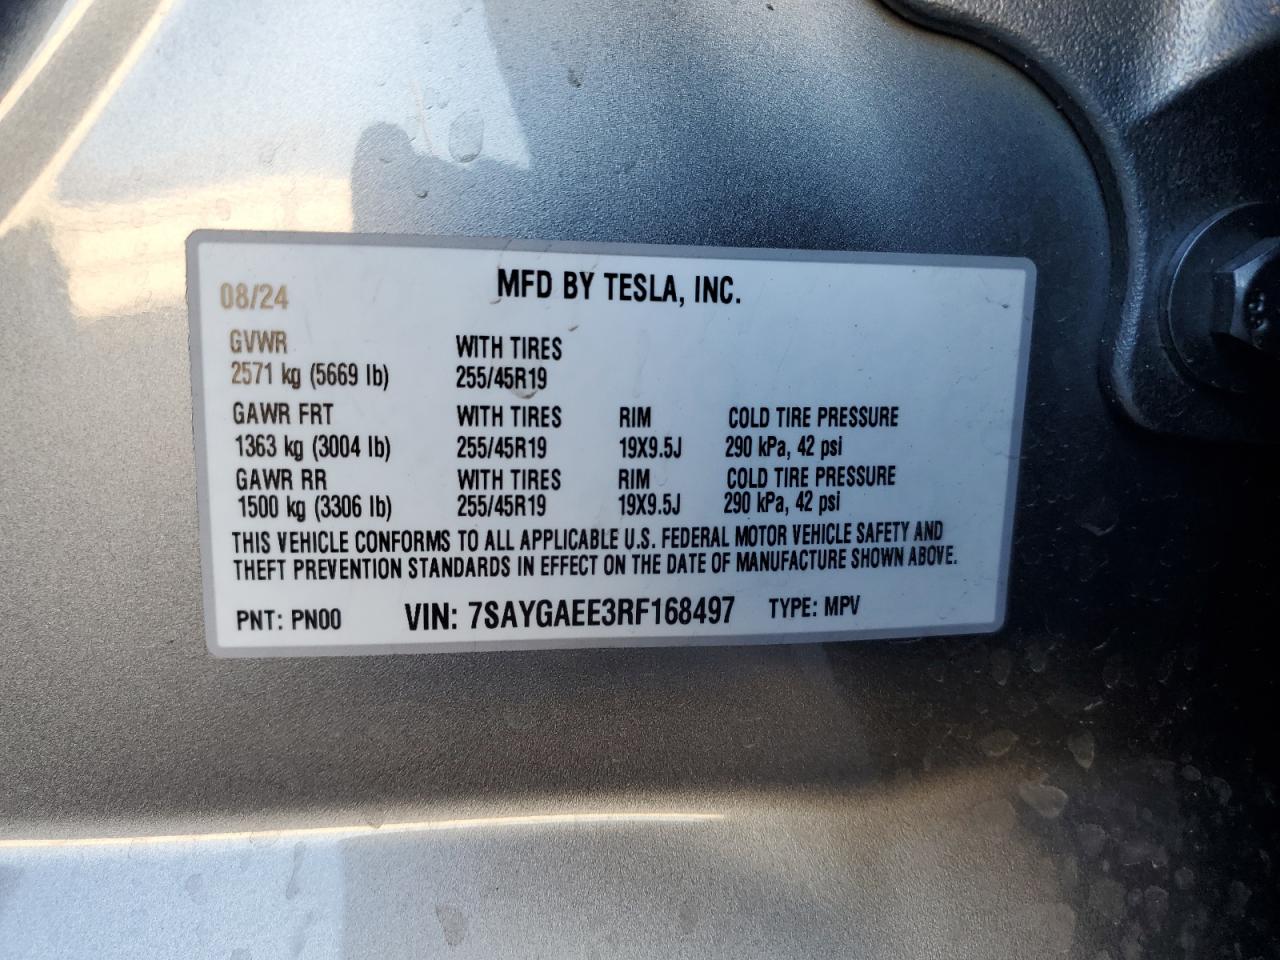 MFD BY TESLA, INC.
08/24
GVWR WITH TIRES
2571 kg (5669 lb) 255/45R19
GAWR FRT WITH TIRES RIM COLD TIRE PRESSURE
1363 kg (3004 lb) 255/45R19 19X9.5J 290 kPa, 42 psi
GAWR RR WITH TIRES RIM COLD TIRE PRESSURE
1500 kg (3306 lb) 255/45R19 19X9.5J 290 kPa, 42 psi
THIS VEHICLE CONFORMS TO ALL APPLICABLE U.S. FEDERAL MOTOR VEHICLE SAFETY AND
THEFT PREVENTION STANDARDS IN EFFECT ON THE DATE OF MANUFACTURE SHOWN ABOVE.
PNT: PN00 VIN: 7SAYGAEE3RF168497 TYPE: MPV